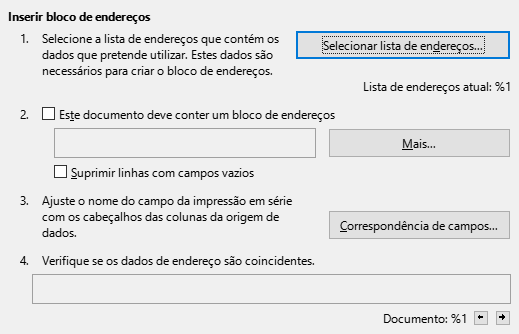 Inserir bloco de endereços
1. Selecione a lista de endereços que contém os
dados que pretende utilizar. Estes dados são
necessários para criar o bloco de endereços.
Selecionar lista de endereços...
Lista de endereços atual: %1
2. Este documento deve conter um bloco de endereços
Mais...
Suprimir linhas com campos vazios
3. Ajuste o nome do campo da impressão em série
com os cabeçalhos das colunas da origem de
dados.
Correspondência de campos...
4. Verifique se os dados de endereço são coincidentes.
Documento: %1